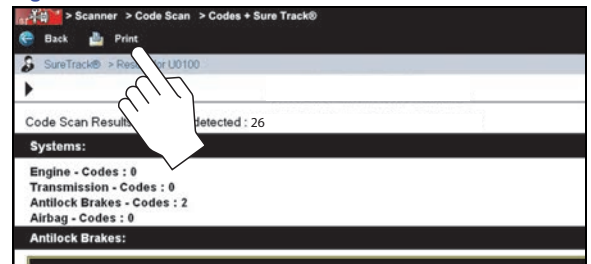 > Scanner > Code Scan > Codes + Sure Track®
Back Print
SureTrack® > Res for U0100
Code Scan Results detected : 26
Systems:
Engine - Codes : 0
Transmission - Codes : 0
Antilock Brakes - Codes : 2
Airbag - Codes : 0
Antilock Brakes: